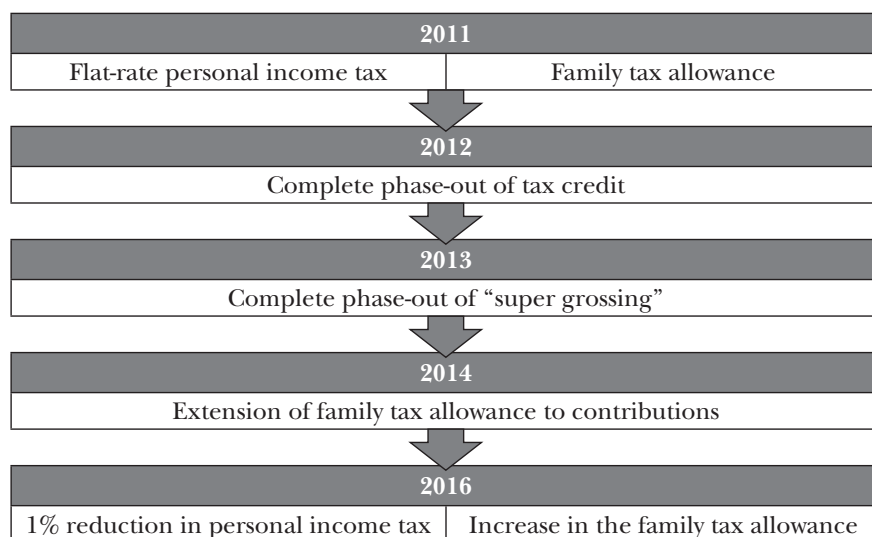 2011
Flat-rate personal income tax
Family tax allowance
2012
Complete phase-out of tax credit
2013
Complete phase-out of “super grossing”
2014
Extension of family tax allowance to contributions
2016
1% reduction in personal income tax
Increase in the family tax allowance